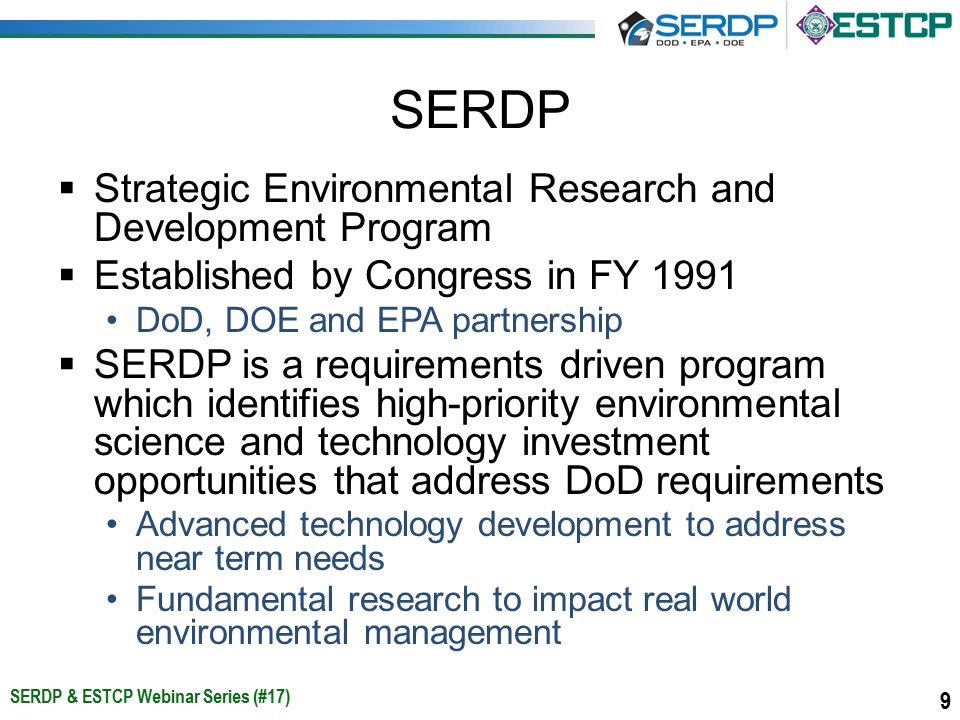 SERDP
DOD • EPA • DOE
ESTCP
SERDP
▪ Strategic Environmental Research and
Development Program
▪ Established by Congress in FY 1991
• DoD, DOE and EPA partnership
▪ SERDP is a requirements driven program
which identifies high-priority environmental
science and technology investment
opportunities that address DoD requirements
• Advanced technology development to address
near term needs
• Fundamental research to impact real world
environmental management
SERDP & ESTCP Webinar Series (#17)
9